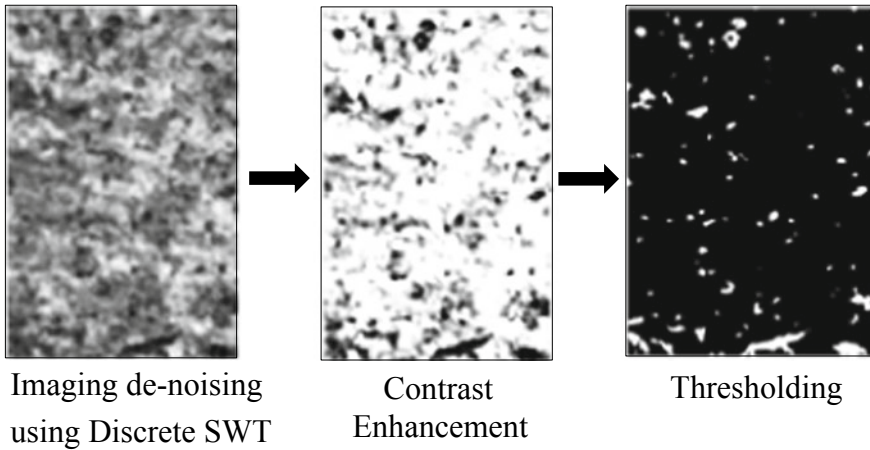 Imaging de-noising
using Discrete SWT
Contrast
Enhancement
Thresholding